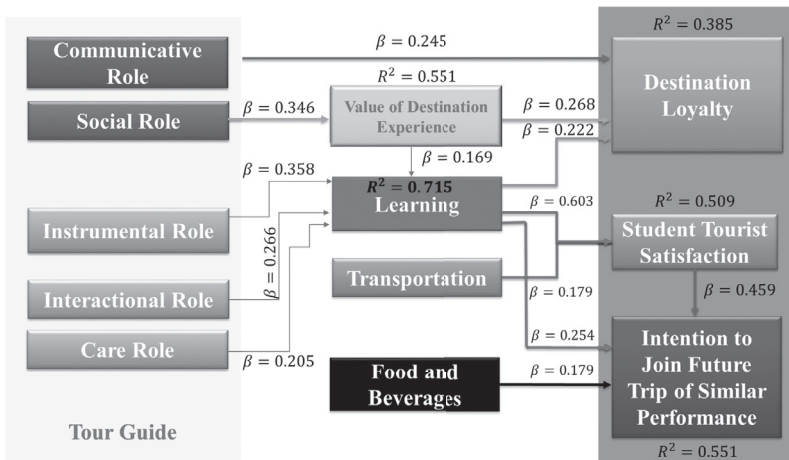 R² = 0.385
Communicative
Role
β = 0.245
Destination
Loyalty
R² = 0.551
Social Role
β = 0.346
Value of Destination
Experience
β = 0.268
β = 0.222
β = 0.169
β = 0.358
R² = 0.715
Learning
β = 0.603
R² = 0.509
Instrumental Role
β = 0.266
Student Tourist
Satisfaction
Transportation
β = 0.179
β = 0.459
Interactional Role
β = 0.254
Care Role
β = 0.205
Intention to
Join Future
Trip of Similar
Performance
Food and
Beverages
β = 0.179
Tour Guide
R² = 0.551